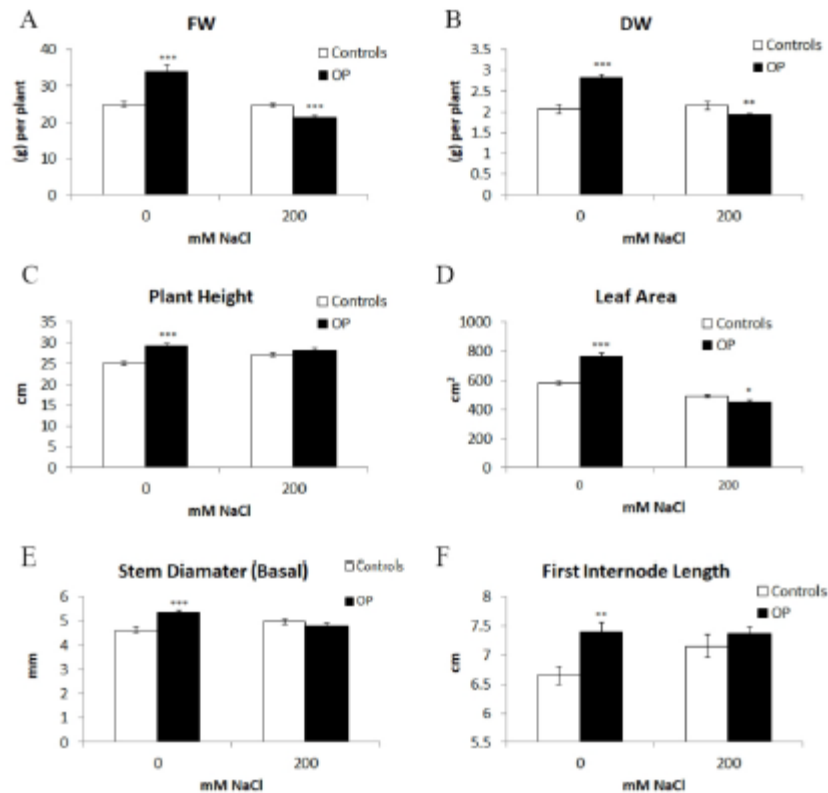 A
FW
Controls
OP
40
30
20
10
0
(g) per plant
***
***
0
200
mM NaCl
B
DW
Controls
OP
3.5
3
2.5
2
1.5
1
0.5
0
(g) per plant
***
**
0
200
mM NaCl
C
Plant Height
Controls
OP
35
30
25
20
15
10
5
0
cm
***
0
200
mM NaCl
D
Leaf Area
Controls
OP
1000
800
600
400
200
0
cm²
***
*
0
200
mM NaCl
E
Stem Diamater (Basal)
Controls
OP
6
5
4
3
2
1
0
mm
***
0
200
mM NaCl
F
First Internode Length
Controls
OP
8
7.5
7
6.5
6
5.5
cm
**
0
200
mM NaCl